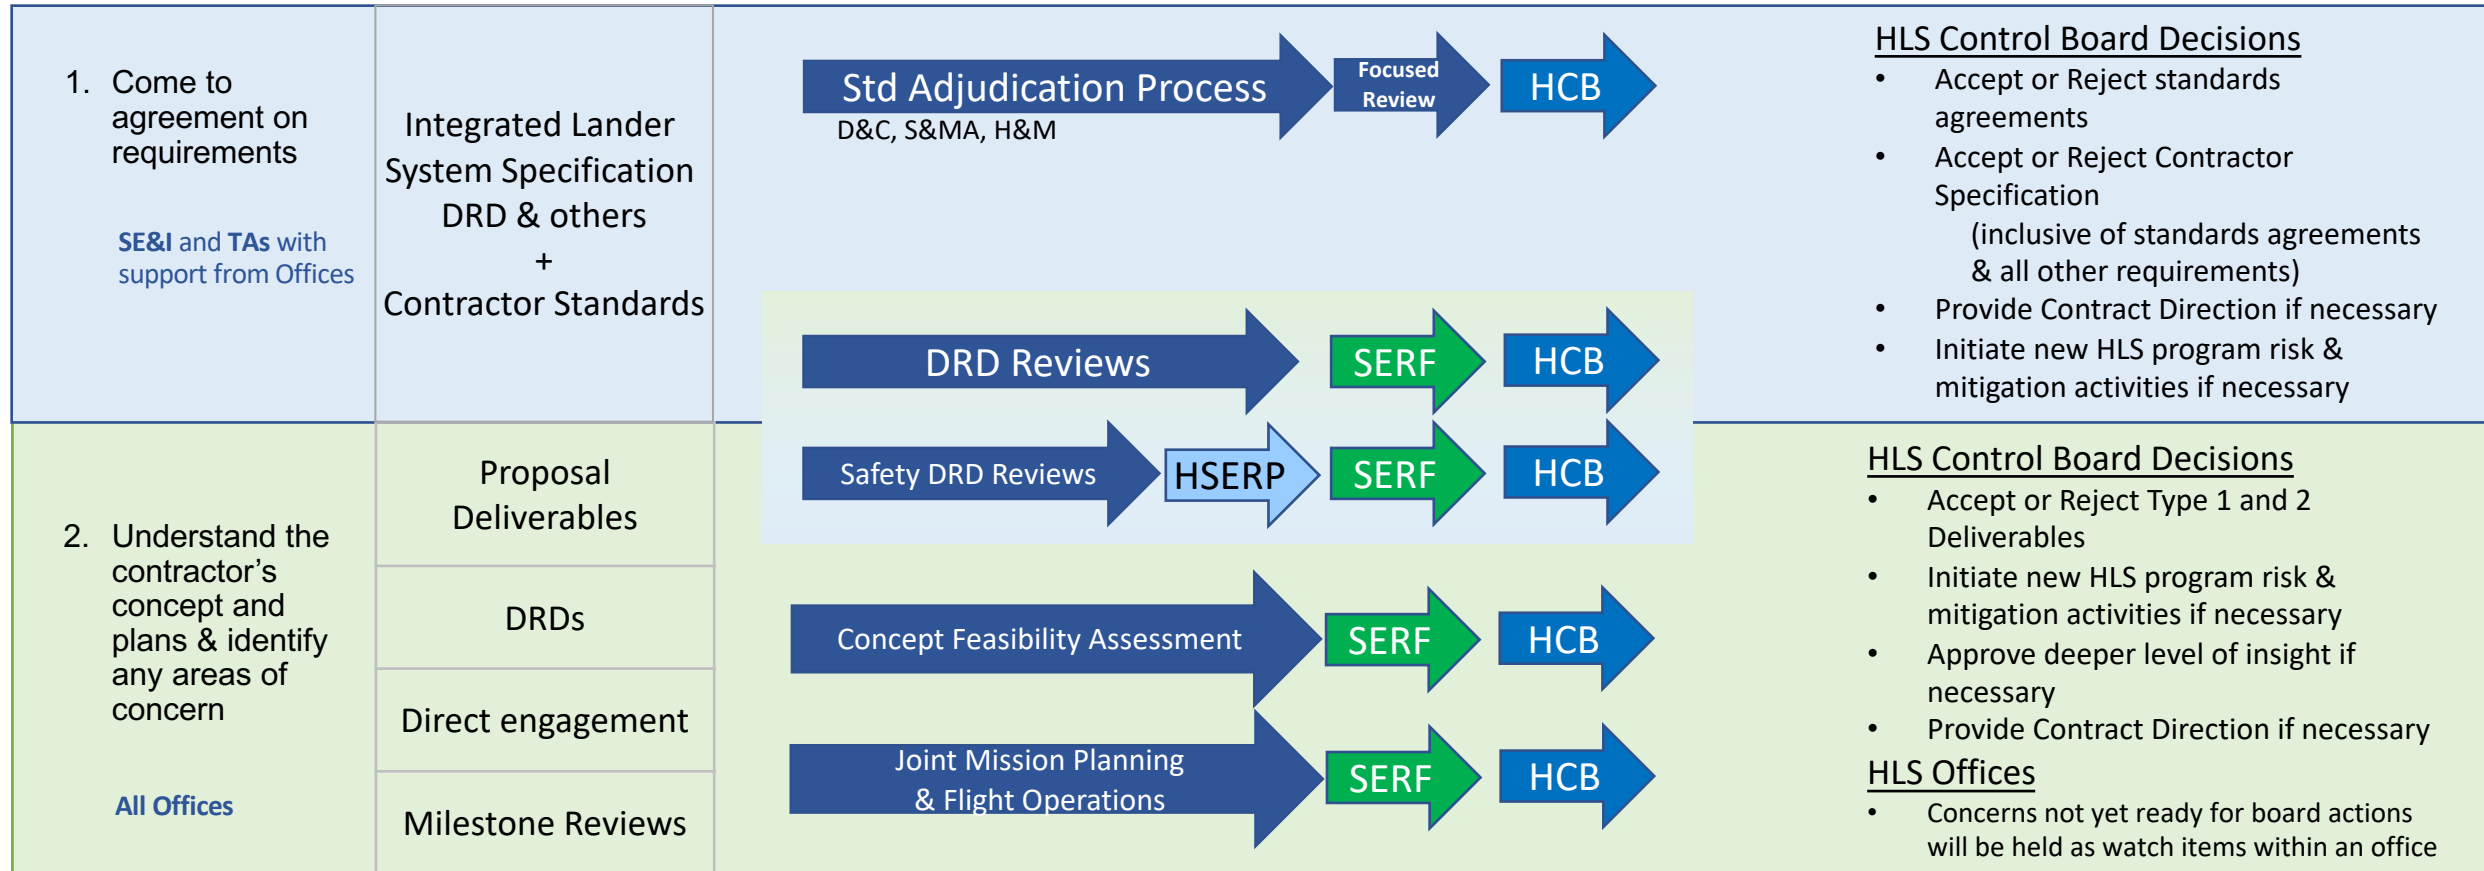 1. Come to
agreement on
requirements
SE&I and TAs with
support from Offices
Integrated Lander
System Specification
DRD & others
+
Contractor Standards
Std Adjudication Process
D&C, S&MA, H&M
Focused
Review
HCB
DRD Reviews
SERF
HCB
Safety DRD Reviews
HSERP
SERF
HCB
HLS Control Board Decisions
• Accept or Reject standards
agreements
• Accept or Reject Contractor
Specification
(inclusive of standards agreements
& all other requirements)
• Provide Contract Direction if necessary
• Initiate new HLS program risk &
mitigation activities if necessary
2. Understand the
contractor’s
concept and
plans & identify
any areas of
concern
All Offices
Proposal
Deliverables
DRDs
Direct engagement
Milestone Reviews
Concept Feasibility Assessment
SERF
HCB
Joint Mission Planning
& Flight Operations
SERF
HCB
HLS Control Board Decisions
• Accept or Reject Type 1 and 2
Deliverables
• Initiate new HLS program risk &
mitigation activities if necessary
• Approve deeper level of insight if
necessary
• Provide Contract Direction if necessary
HLS Offices
• Concerns not yet ready for board actions
will be held as watch items within an office